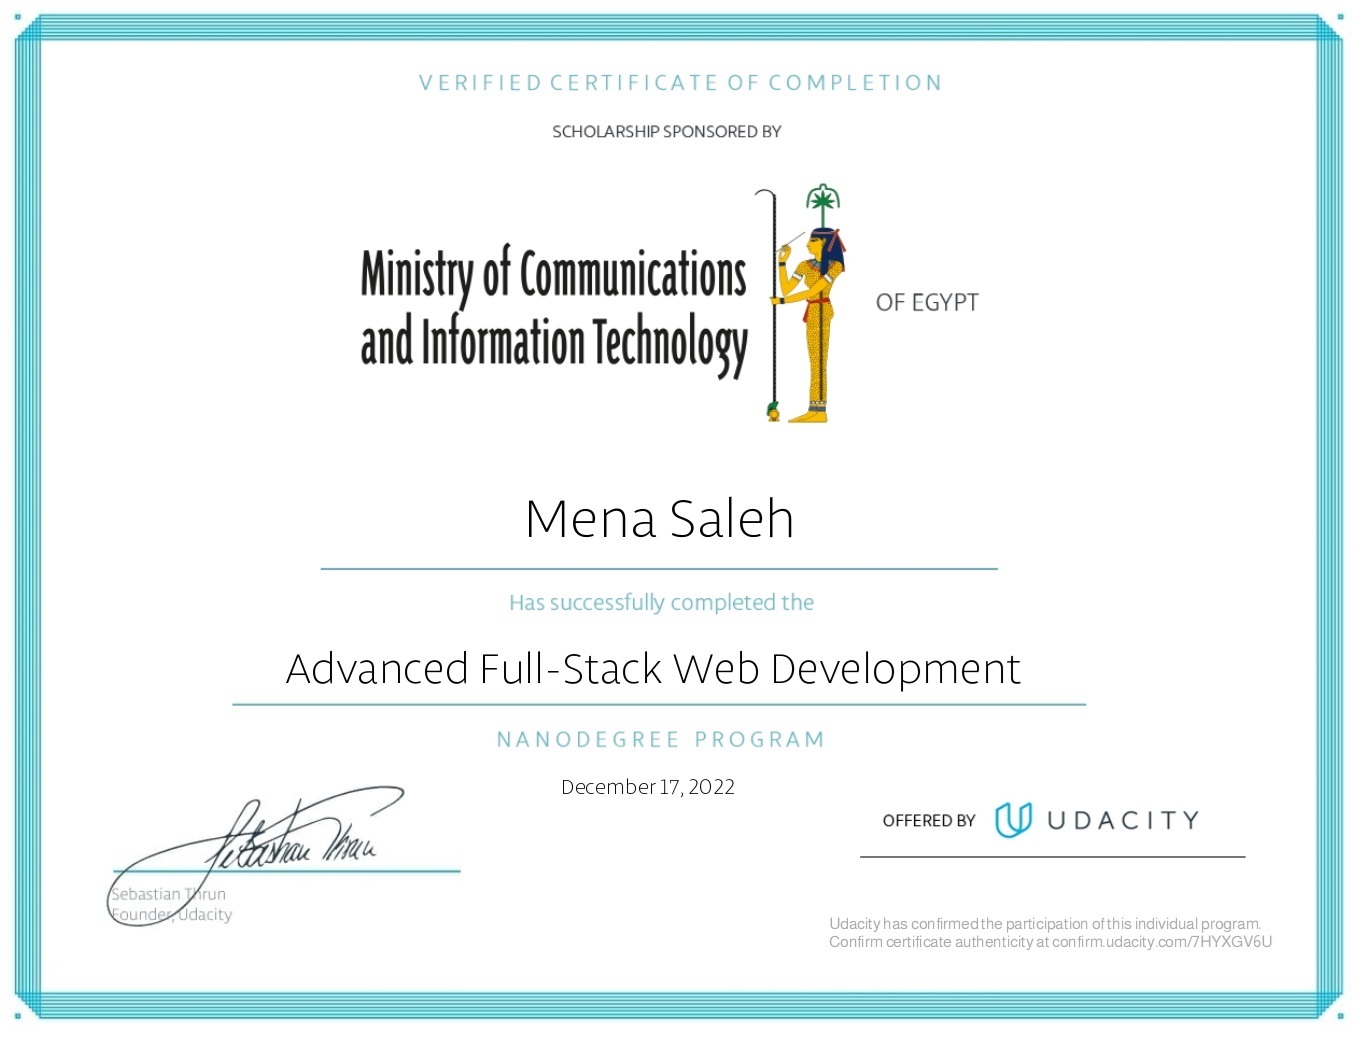 VERIFIED CERTIFICATE OF COMPLETION
SCHOLARSHIP SPONSORED BY
Ministry of Communications
and Information Technology
OF EGYPT
Mena Saleh
Has successfully completed the
Advanced Full-Stack Web Development
NANODEGREE PROGRAM
December 17, 2022
Sebastian Thrun
OFFERED BY UDACITY
Sebastian Thrun
Founder, Udacity
Udacity has confirmed the participation of this individual program.
Confirm certificate authenticity at confirm.udacity.com/7HYXGV6U